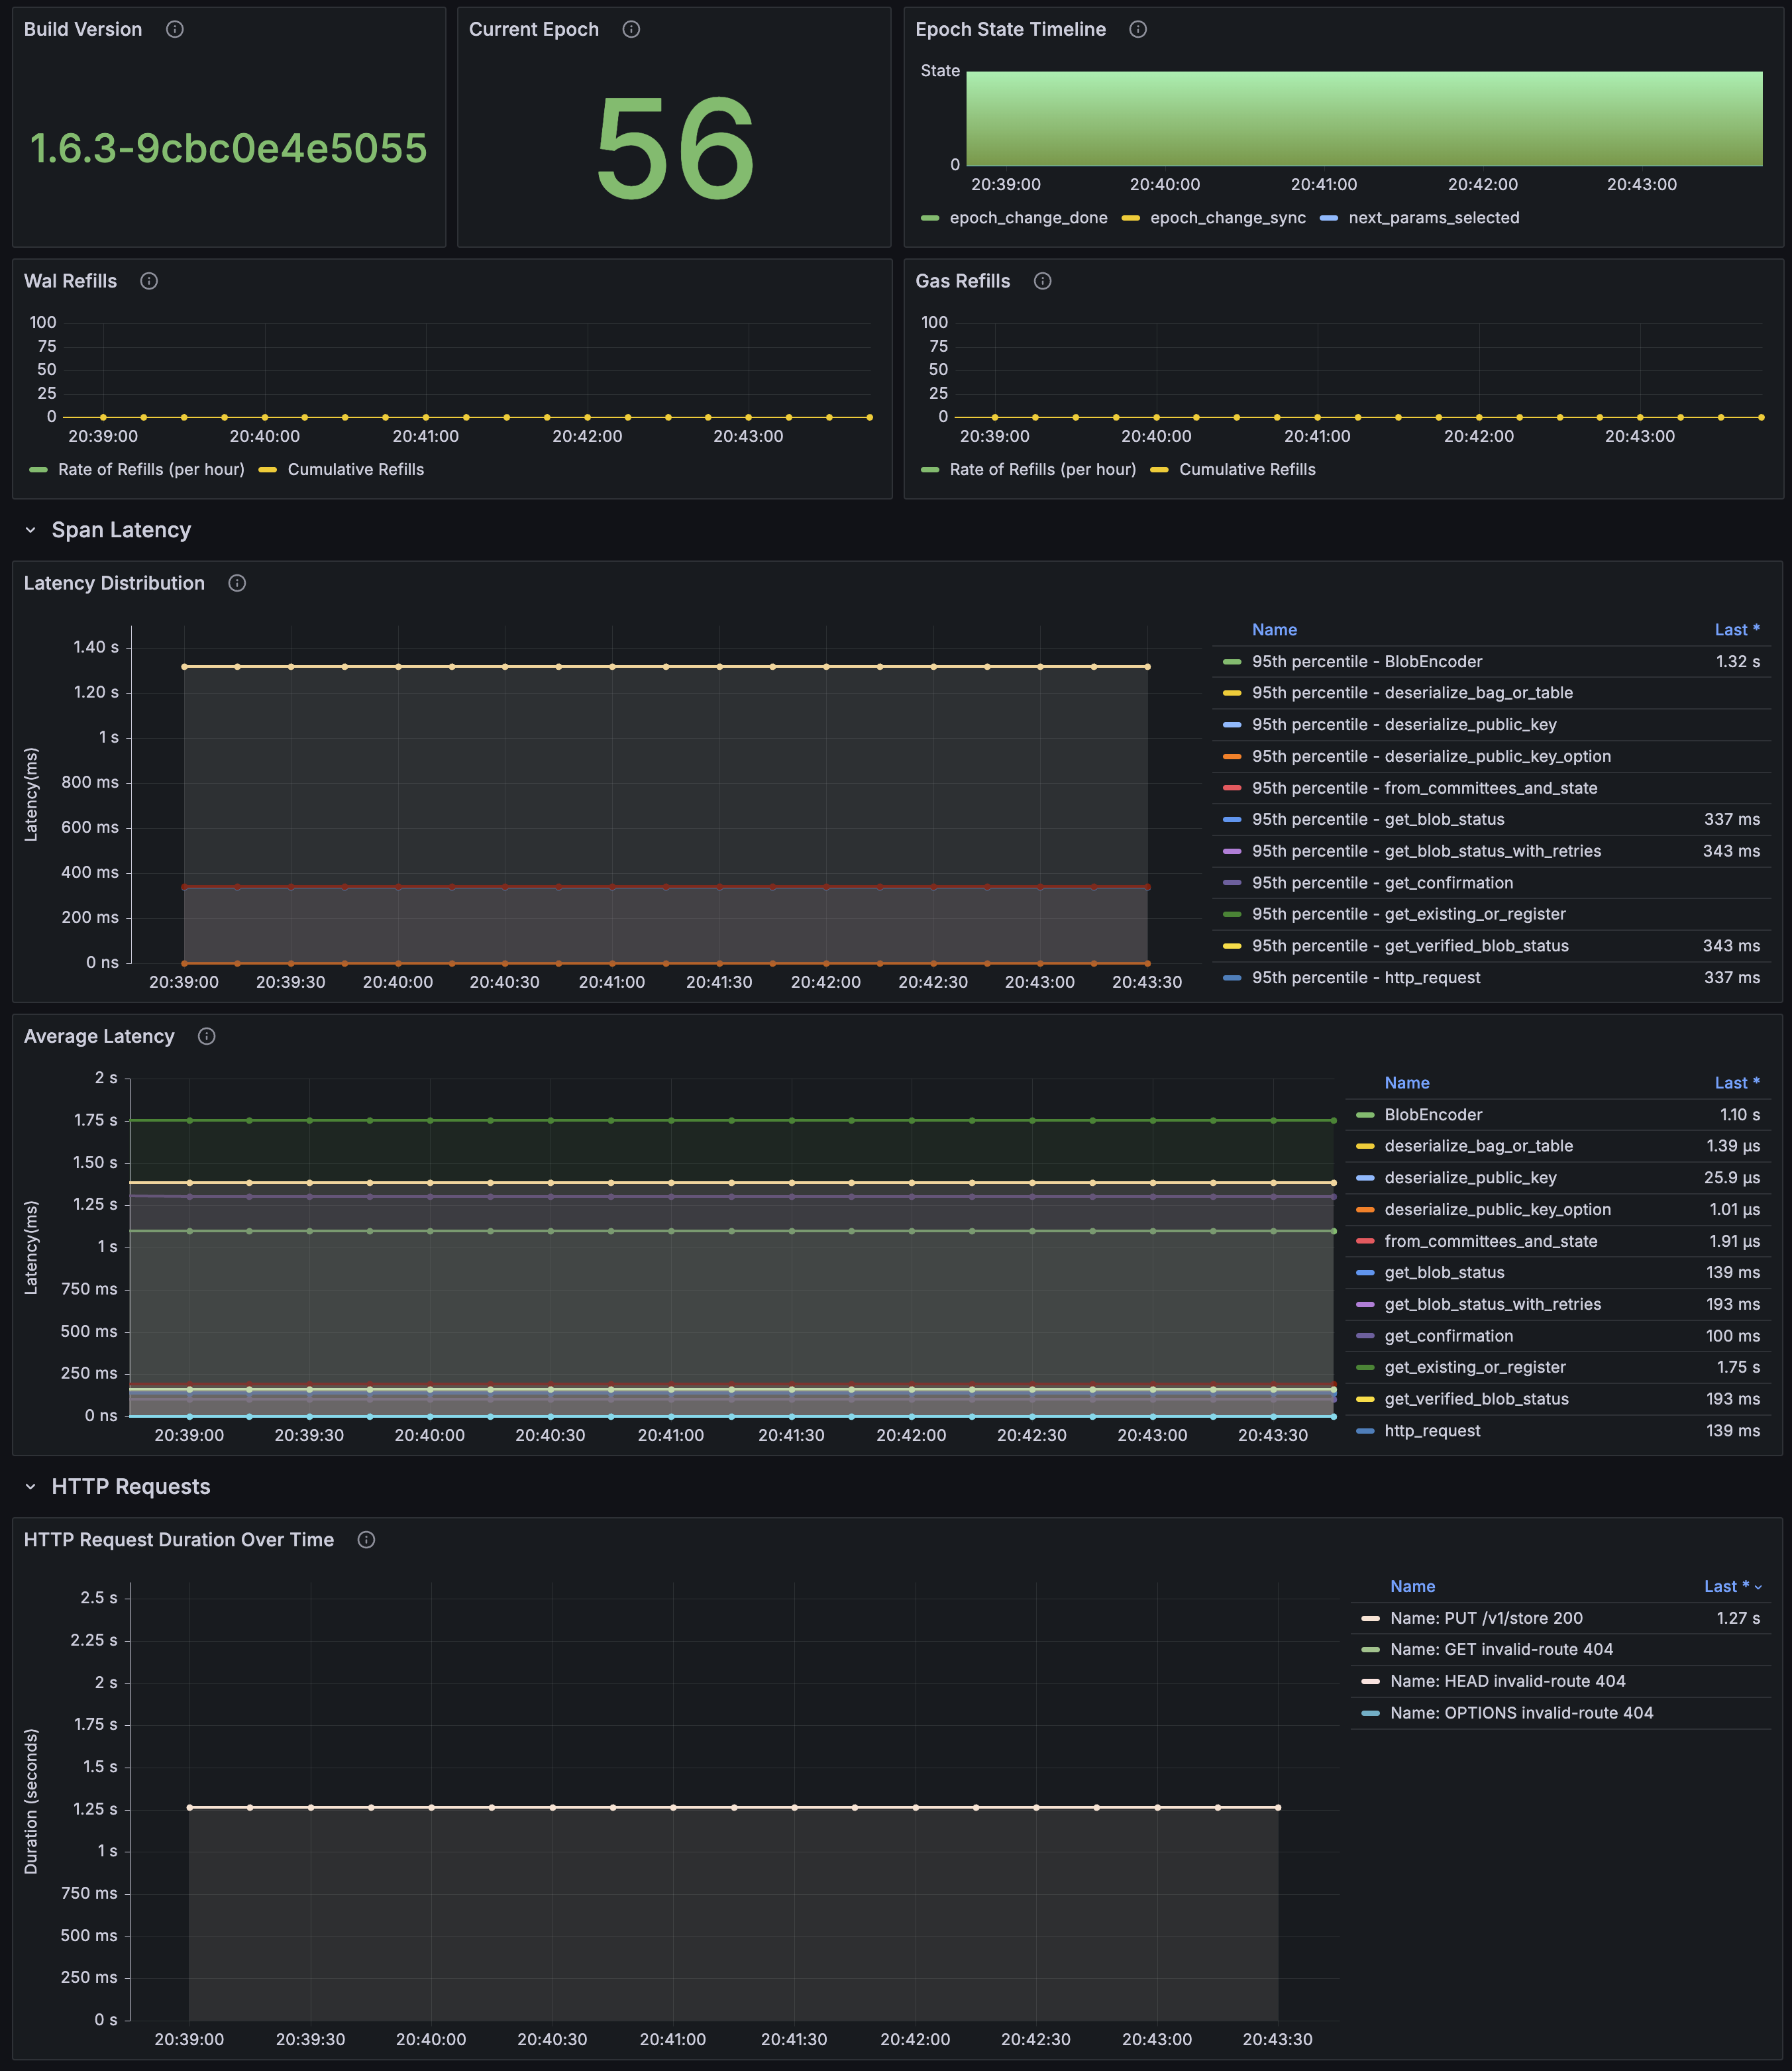 Build Version
1.6.3-9cbc0e4e5055
Current Epoch
56
Epoch State Timeline
State
0
20:39:00 20:40:00 20:41:00 20:42:00 20:43:00
epoch_change_done epoch_change_sync next_params_selected
Wal Refills
100
75
50
25
0
20:39:00 20:40:00 20:41:00 20:42:00 20:43:00
Rate of Refills (per hour) Cumulative Refills
Gas Refills
100
75
50
25
0
20:39:00 20:40:00 20:41:00 20:42:00 20:43:00
Rate of Refills (per hour) Cumulative Refills
Span Latency
Latency Distribution
Latency(ms)
1.40 s
1.20 s
1 s
800 ms
600 ms
400 ms
200 ms
0 ns
20:39:00 20:39:30 20:40:00 20:40:30 20:41:00 20:41:30 20:42:00 20:42:30 20:43:00 20:43:30
Name Last *
95th percentile - BlobEncoder 1.32 s
95th percentile - deserialize_bag_or_table
95th percentile - deserialize_public_key
95th percentile - deserialize_public_key_option
95th percentile - from_committees_and_state
95th percentile - get_blob_status 337 ms
95th percentile - get_blob_status_with_retries 343 ms
95th percentile - get_confirmation
95th percentile - get_existing_or_register
95th percentile - get_verified_blob_status 343 ms
95th percentile - http_request 337 ms
Average Latency
Latency(ms)
2 s
1.75 s
1.50 s
1.25 s
1 s
750 ms
500 ms
250 ms
0 ns
20:39:00 20:39:30 20:40:00 20:40:30 20:41:00 20:41:30 20:42:00 20:42:30 20:43:00 20:43:30
Name Last *
BlobEncoder 1.10 s
deserialize_bag_or_table 1.39 µs
deserialize_public_key 25.9 µs
deserialize_public_key_option 1.01 µs
from_committees_and_state 1.91 µs
get_blob_status 139 ms
get_blob_status_with_retries 193 ms
get_confirmation 100 ms
get_existing_or_register 1.75 s
get_verified_blob_status 193 ms
http_request 139 ms
HTTP Requests
HTTP Request Duration Over Time
Duration (seconds)
2.5 s
2.25 s
2 s
1.75 s
1.5 s
1.25 s
1 s
750 ms
500 ms
250 ms
0 s
20:39:00 20:39:30 20:40:00 20:40:30 20:41:00 20:41:30 20:42:00 20:42:30 20:43:00 20:43:30
Name Last *
Name: PUT /v1/store 200 1.27 s
Name: GET invalid-route 404
Name: HEAD invalid-route 404
Name: OPTIONS invalid-route 404